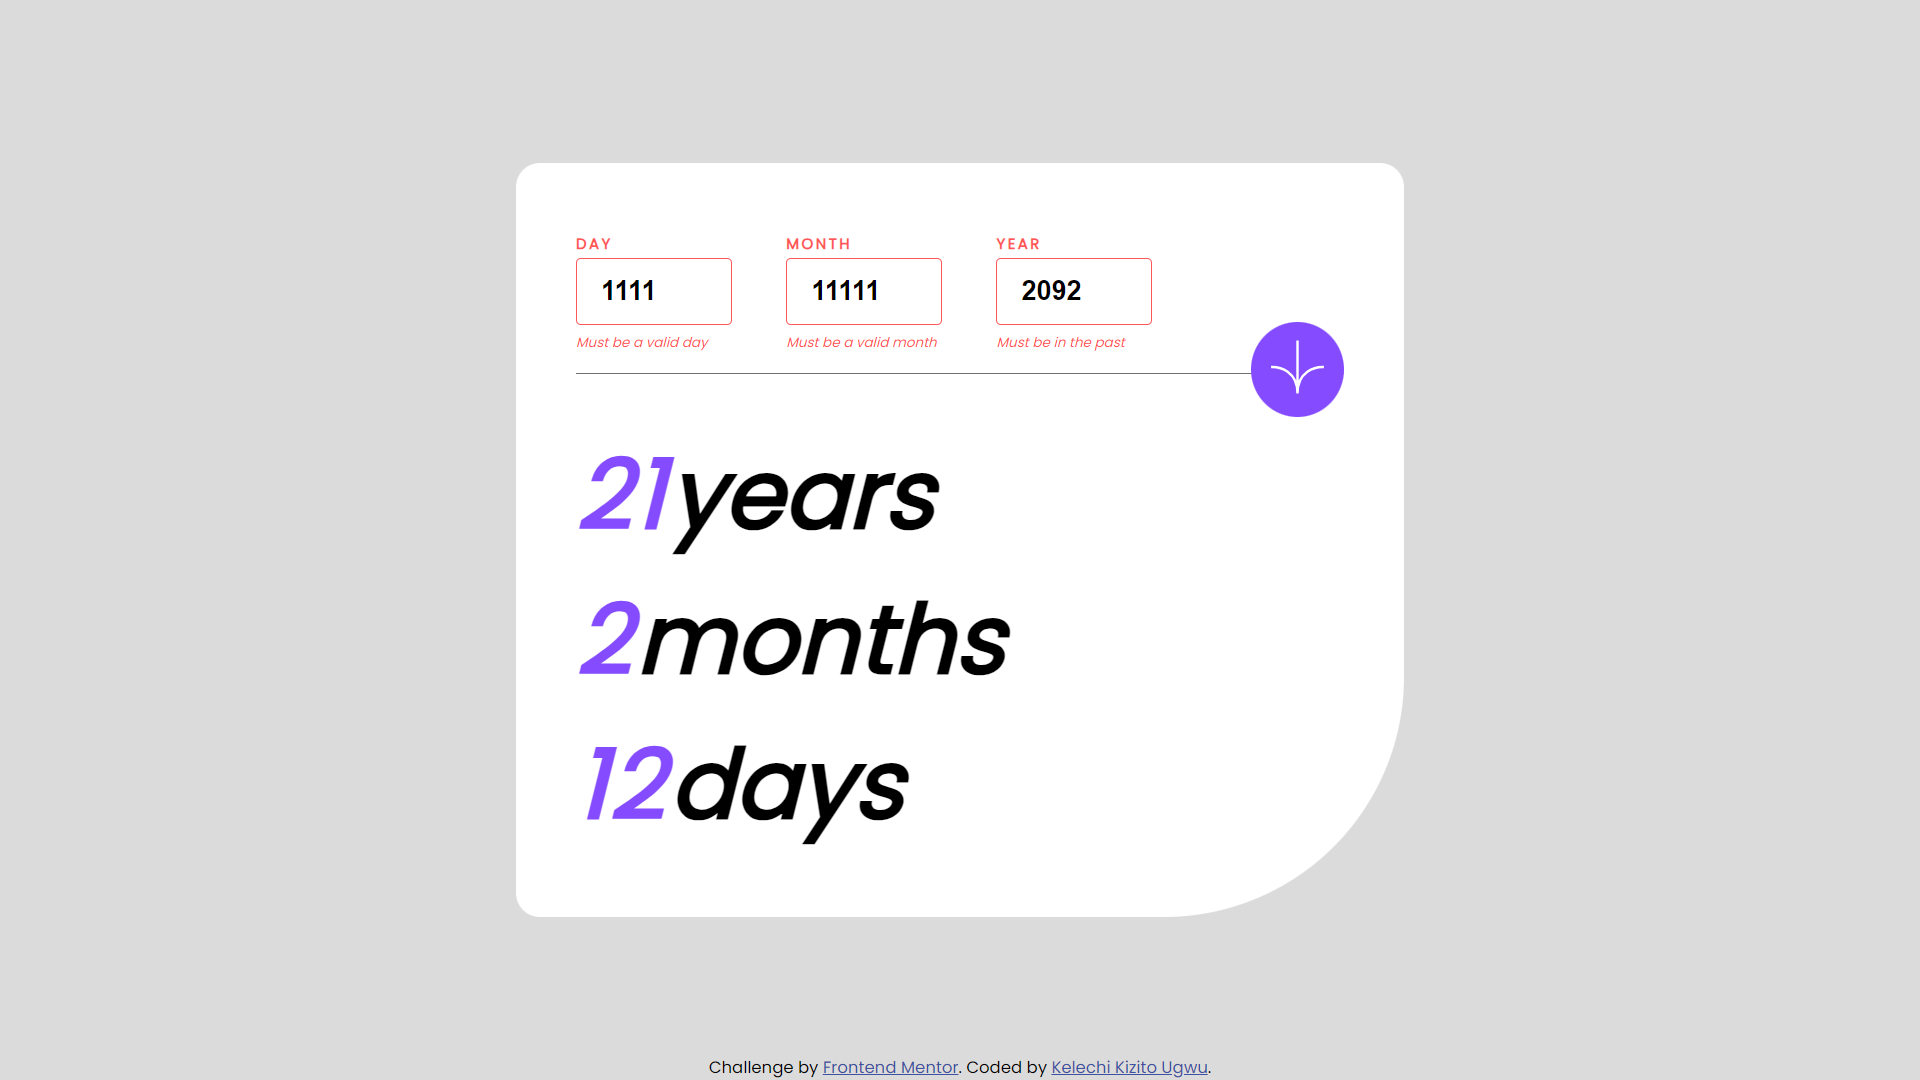 DAY MONTH YEAR
1111 11111 2092
Must be a valid day Must be a valid month Must be in the past
21years
2months
12days
Challenge by Frontend Mentor. Coded by Kelechi Kizito Ugwu.